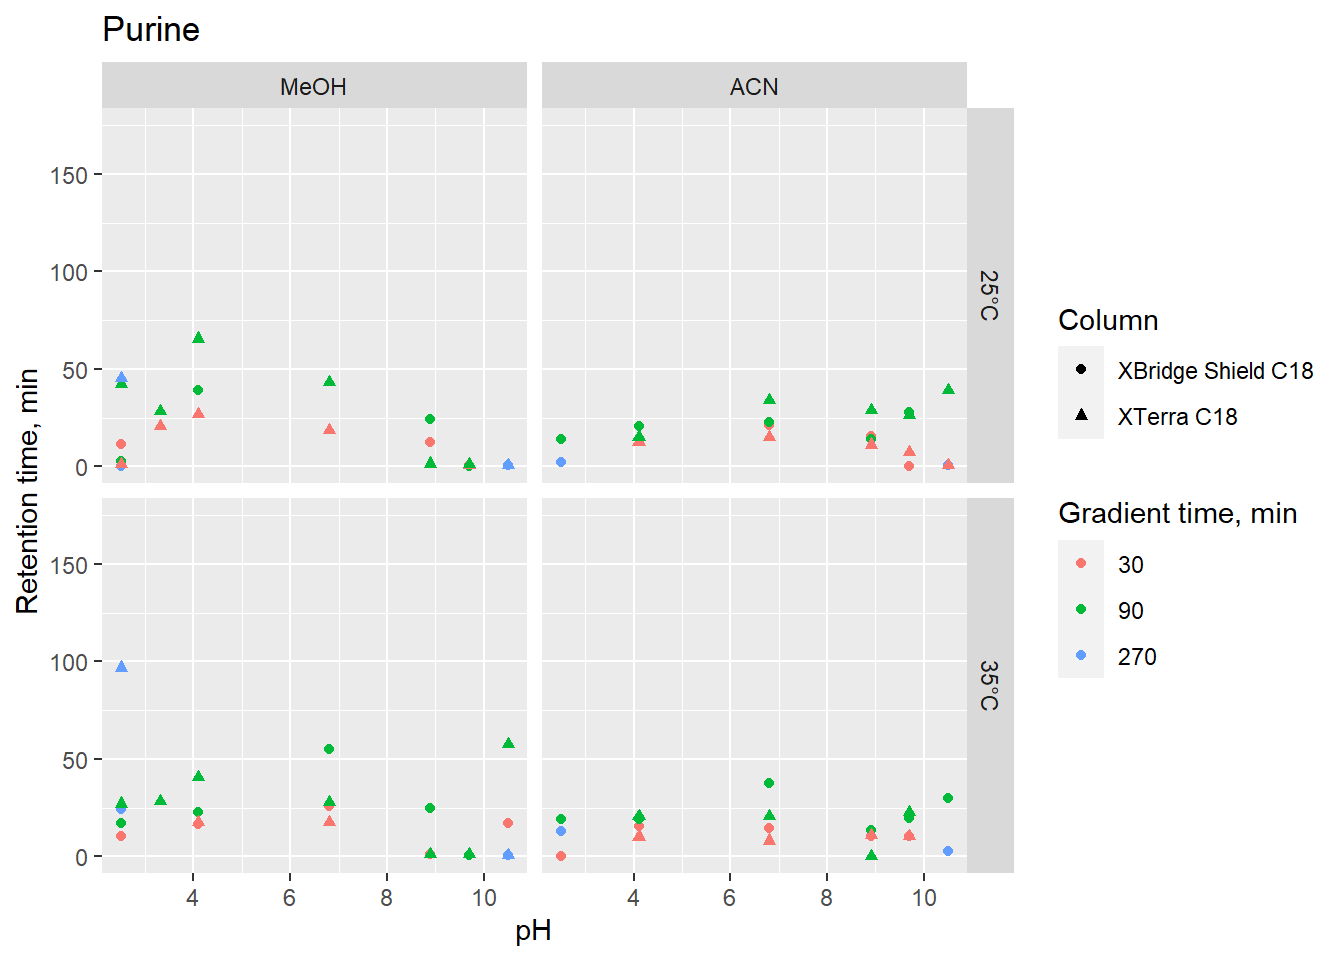 Purine
MeOH
ACN
150
100
50
0
25°C
150
100
50
0
35°C
4
6
8
10
4
6
8
10
pH
Retention time, min
Column
XBridge Shield C18
XTerra C18
Gradient time, min
30
90
270